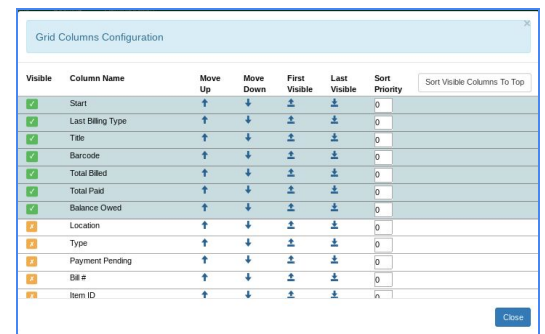 Grid Columns Configuration
×
Visible Column Name Move Up Move Down First Visible Last Visible Sort Priority Sort Visible Columns To Top
Start 0
Last Billing Type 0
Title 0
Barcode 0
Total Billed 0
Total Paid 0
Balance Owed 0
Location 0
Type 0
Payment Pending 0
Bill # 0
Item ID 0
Close